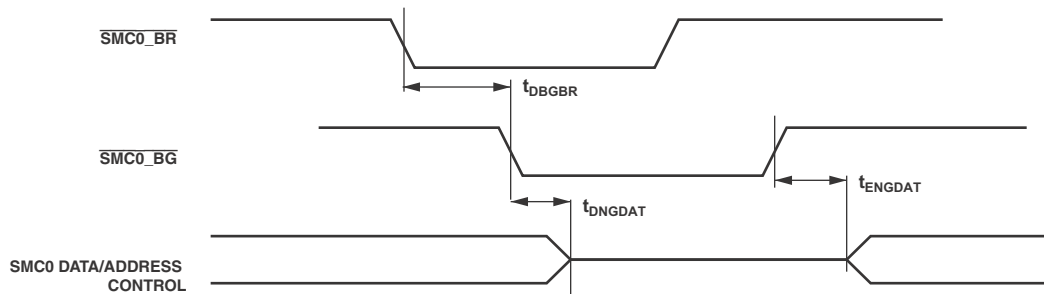 SMC0_BR
tDBGBR
SMC0_BG
tENGDAT
tDNGDAT
SMC0 DATA/ADDRESS
CONTROL